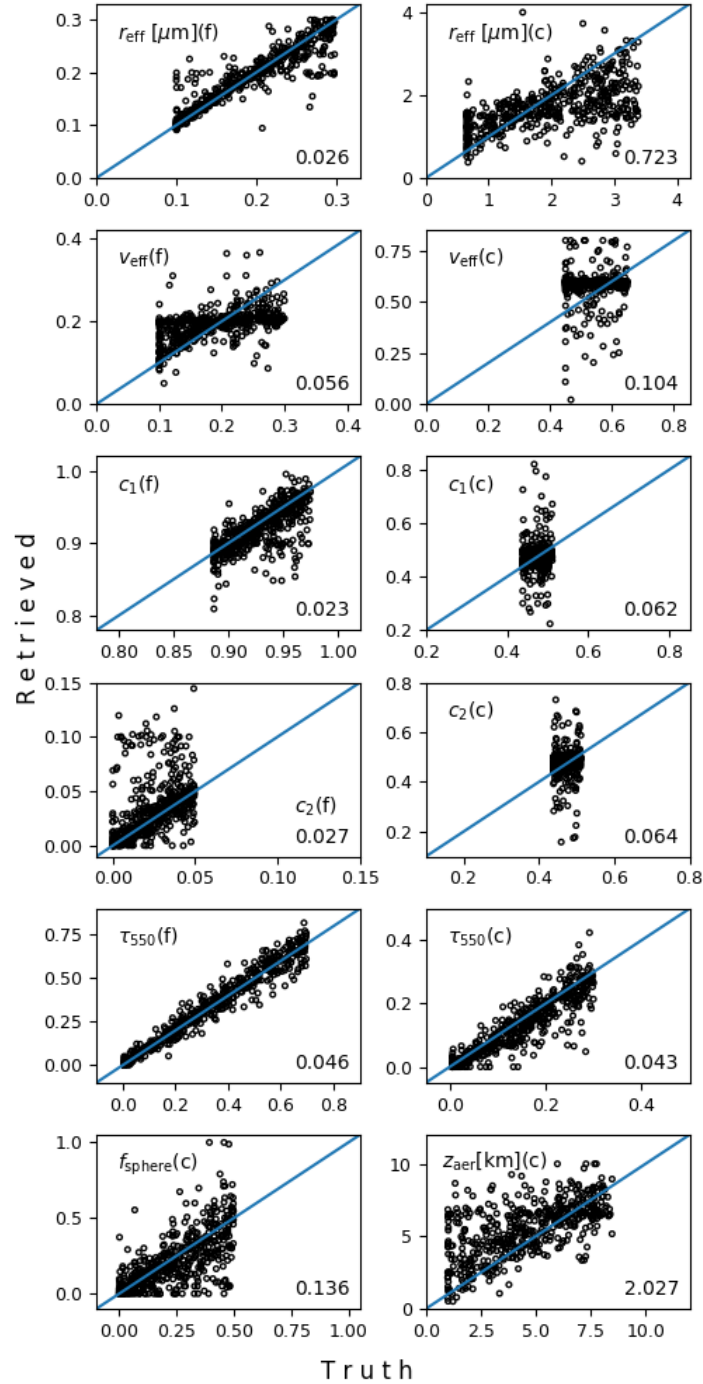 r_eff [μm](f)
0.026
0.0
0.1
0.2
0.3
0.0 0.1 0.2 0.3
r_eff [μm](c)
0.723
0
2
4
0 1 2 3 4
v_eff(f)
0.056
0.0
0.2
0.4
0.0 0.1 0.2 0.3 0.4
v_eff(c)
0.104
0.00
0.25
0.50
0.75
0.0 0.2 0.4 0.6 0.8
c_1(f)
0.023
0.8
0.9
1.0
0.80 0.85 0.90 0.95 1.00
c_1(c)
0.062
0.2
0.4
0.6
0.8
0.2 0.4 0.6 0.8
c_2(f)
0.027
0.00
0.05
0.10
0.15
0.00 0.05 0.10 0.15
c_2(c)
0.064
0.2
0.4
0.6
0.8
0.2 0.4 0.6 0.8
τ_550(f)
0.046
0.00
0.25
0.50
0.75
0.0 0.2 0.4 0.6 0.8
τ_550(c)
0.043
0.0
0.2
0.4
0.0 0.2 0.4
f_sphere(c)
0.136
0.0
0.5
1.0
0.00 0.25 0.50 0.75 1.00
z_aer[km](c)
2.027
0
5
10
0.0 2.5 5.0 7.5 10.0
Retrieved
Truth